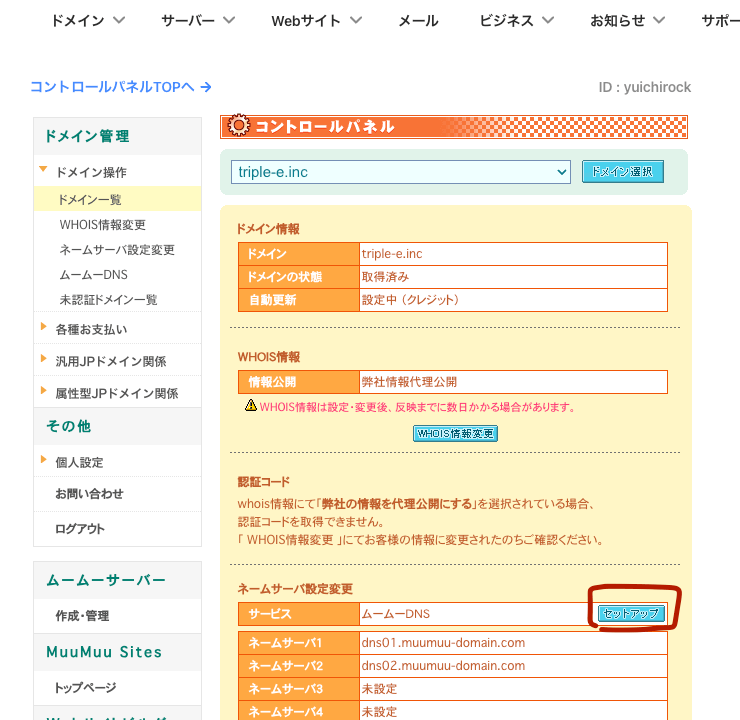 ドメイン サーバー Webサイト メール ビジネス お知らせ サポー
コントロールパネルTOPへ → ID : yuichirock
ドメイン管理
ドメイン操作
ドメイン一覧
WHOIS情報変更
ネームサーバ設定変更
ムームーDNS
未認証ドメイン一覧
各種お支払い
汎用JPドメイン関係
属性型JPドメイン関係
その他
個人設定
お問い合わせ
ログアウト
ムームーサーバー
作成・管理
MuuMuu Sites
トップページ
コントロールパネル
triple-e.inc ドメイン選択
ドメイン情報
ドメイン triple-e.inc
ドメインの状態 取得済み
自動更新 設定中 (クレジット)
WHOIS情報
情報公開 弊社情報代理公開
WHOIS情報は設定・変更後、反映までに数日かかる場合があります。
WHOIS情報変更
認証コード
whois情報にて「弊社の情報を代理公開にする」を選択されている場合、
認証コードを取得できません。
「 WHOIS情報変更 」にてお客様の情報に変更されたのちご確認ください。
ネームサーバ設定変更
サービス ムームーDNS セットアップ
ネームサーバ1 dns01.muumuu-domain.com
ネームサーバ2 dns02.muumuu-domain.com
ネームサーバ3 未設定
ネームサーバ4 未設定